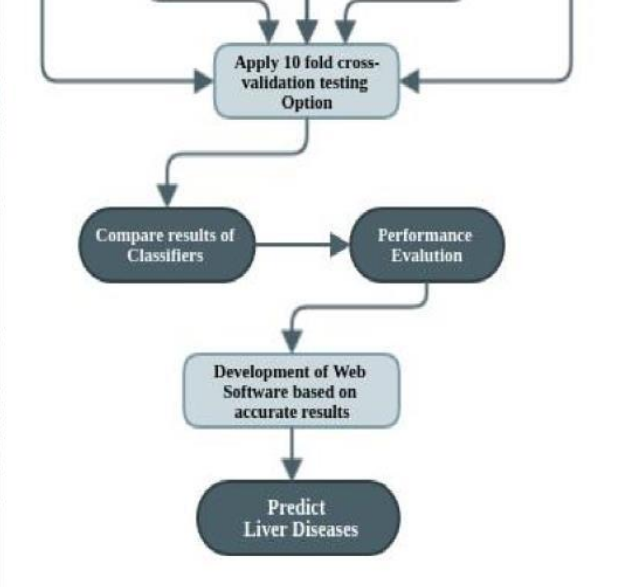 Apply 10 fold cross-
validation testing
Option
Compare results of
Classifiers
Performance
Evalution
Development of Web
Software based on
accurate results
Predict
Liver Diseases